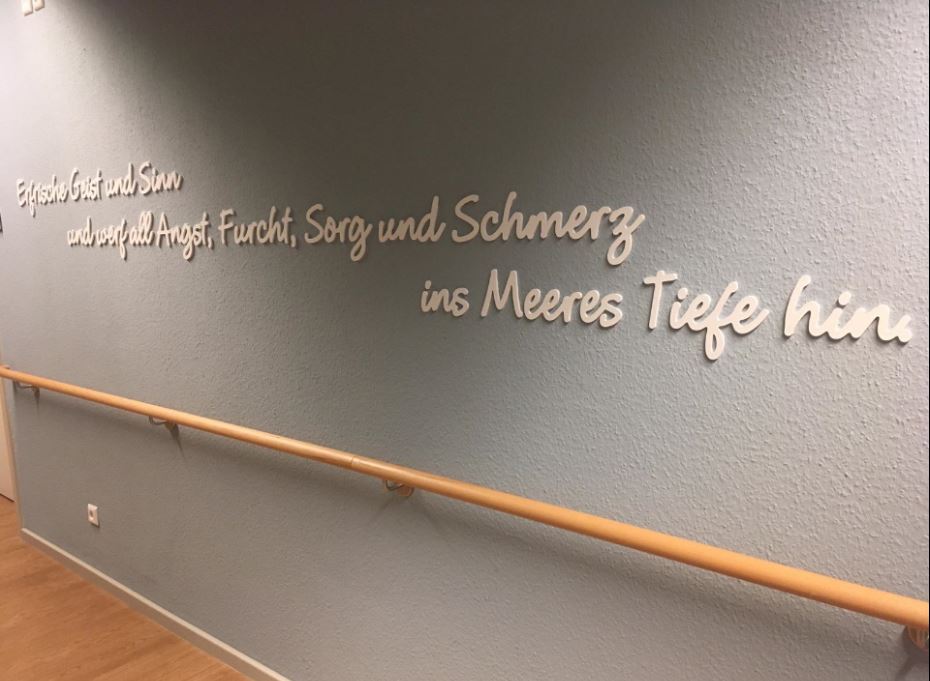 Erfrische Geist und Sinn
und werf all Angst, Furcht, Sorg und Schmerz
ins Meeres Tiefe hin.